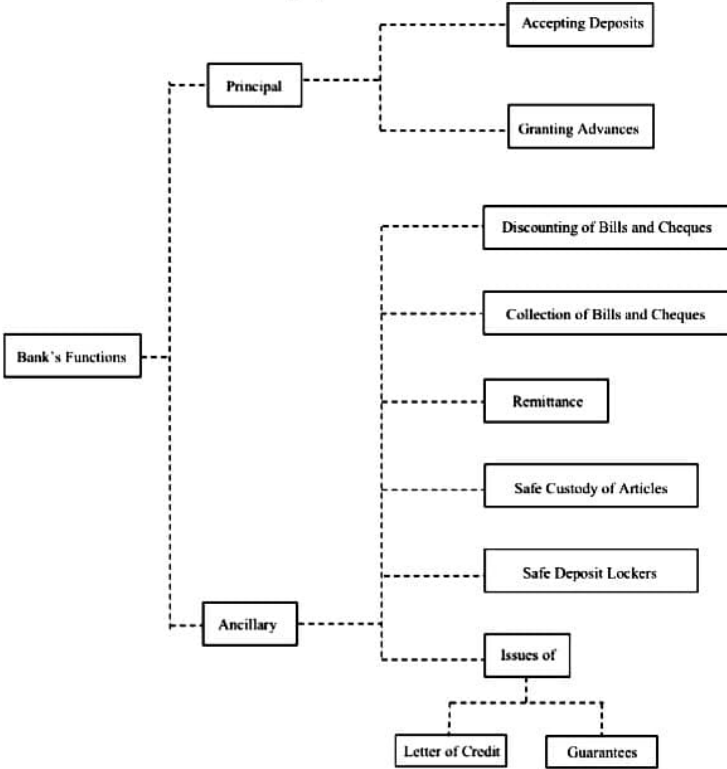 Accepting Deposits
Principal
Granting Advances
Discounting of Bills and Cheques
Collection of Bills and Cheques
Bank's Functions
Remittance
Safe Custody of Articles
Safe Deposit Lockers
Ancillary
Issues of
Letter of Credit
Guarantees